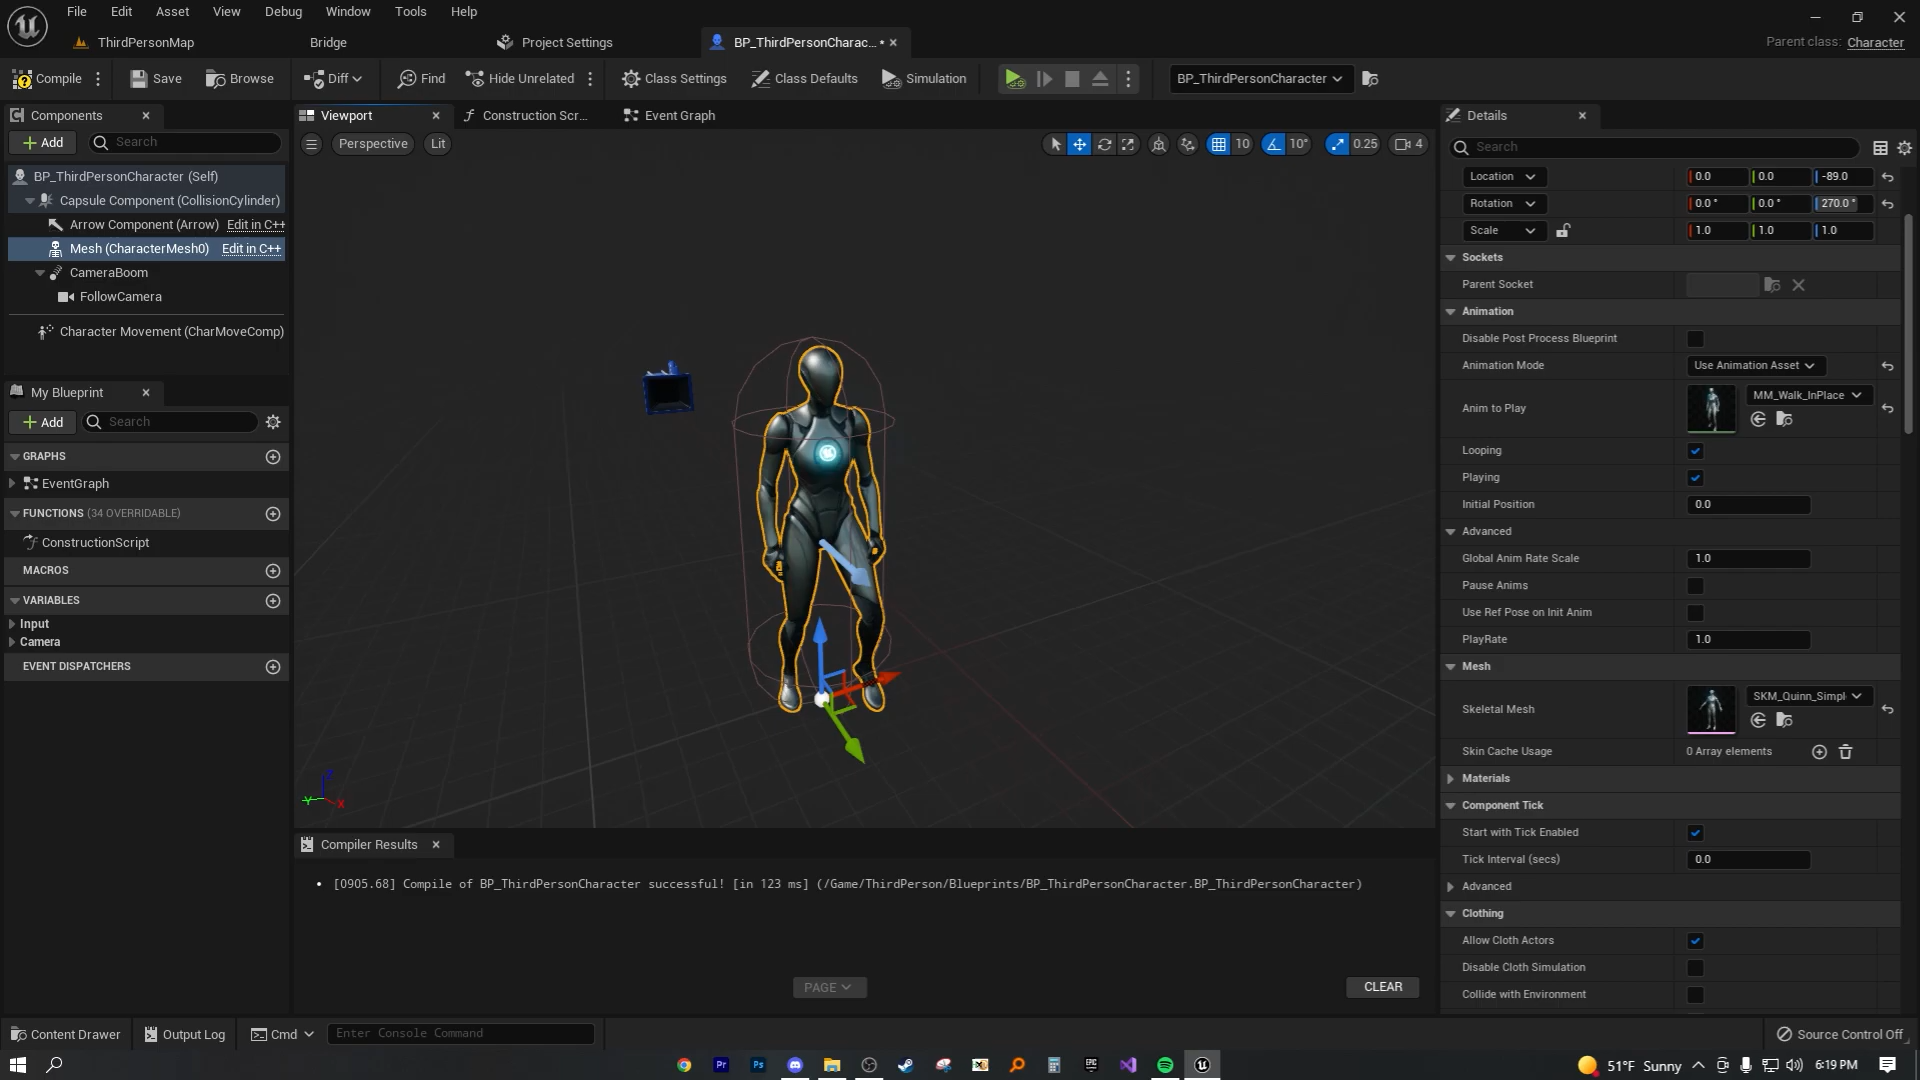 File Edit Asset View Debug Window Tools Help
ThirdPersonMap Bridge Project Settings BP_ThirdPersonCharac... * Parent class: Character
Compile Save Browse Diff Find Hide Unrelated Class Settings Class Defaults Simulation BP_ThirdPersonCharacter
Components
Add Search
BP_ThirdPersonCharacter (Self)
Capsule Component (CollisionCylinder)
Arrow Component (Arrow) Edit in C++
Mesh (CharacterMesh0) Edit in C++
CameraBoom
FollowCamera
Character Movement (CharMoveComp)
My Blueprint
Add Search
GRAPHS
EventGraph
FUNCTIONS (34 OVERRIDABLE)
ConstructionScript
MACROS
VARIABLES
Input
Camera
EVENT DISPATCHERS
Viewport Construction Scr... Event Graph
Perspective Lit 10 10° 0.25 4
Z
Y X
Compiler Results
• [0905.68] Compile of BP_ThirdPersonCharacter successful! [in 123 ms] (/Game/ThirdPerson/Blueprints/BP_ThirdPersonCharacter.BP_ThirdPersonCharacter)
PAGE CLEAR
Details
Search
Location 0.0 0.0 -89.0
Rotation 0.0 ° 0.0 ° 270.0 °
Scale 1.0 1.0 1.0
Sockets
Parent Socket
Animation
Disable Post Process Blueprint
Animation Mode Use Animation Asset
Anim to Play MM_Walk_InPlace
Looping
Playing
Initial Position 0.0
Advanced
Global Anim Rate Scale 1.0
Pause Anims
Use Ref Pose on Init Anim
PlayRate 1.0
Mesh
Skeletal Mesh SKM_Quinn_Simpl
Skin Cache Usage 0 Array elements
Materials
Component Tick
Start with Tick Enabled
Tick Interval (secs) 0.0
Advanced
Clothing
Allow Cloth Actors
Disable Cloth Simulation
Collide with Environment
Content Drawer Output Log Cmd Enter Console Command Source Control Off
Pr Ps 51°F Sunny 6:19 PM